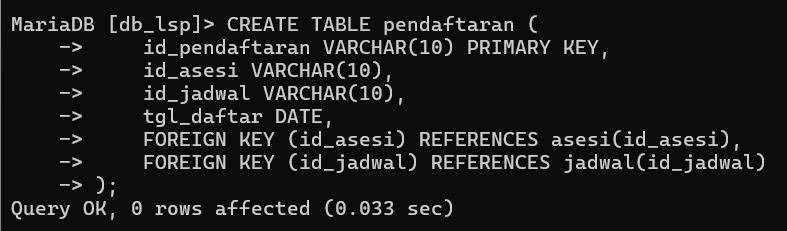 MariaDB [db_lsp]> CREATE TABLE pendaftaran (
    ->     id_pendaftaran VARCHAR(10) PRIMARY KEY,
    ->     id_asesi VARCHAR(10),
    ->     id_jadwal VARCHAR(10),
    ->     tgl_daftar DATE,
    ->     FOREIGN KEY (id_asesi) REFERENCES asesi(id_asesi),
    ->     FOREIGN KEY (id_jadwal) REFERENCES jadwal(id_jadwal)
    -> );
Query OK, 0 rows affected (0.033 sec)